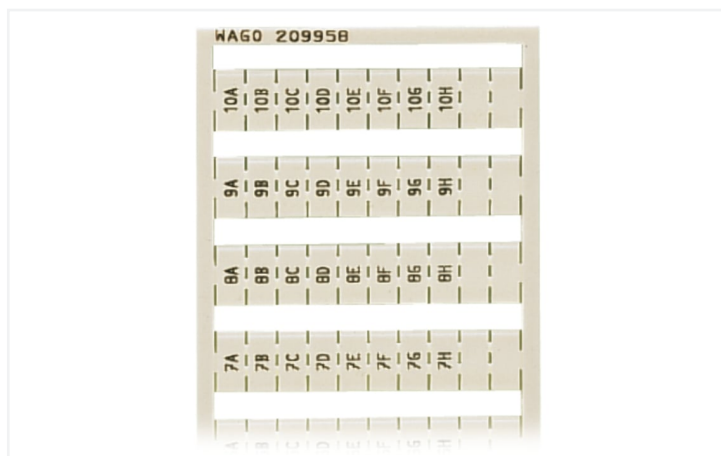 WAGO 209958
10A 10B 10C 10D 10E 10F 10G 10H
9A 9B 9C 9D 9E 9F 9G 9H
8A 8B 8C 8D 8E 8F 8G 8H
7A 7B 7C 7D 7E 7F 7G 7H